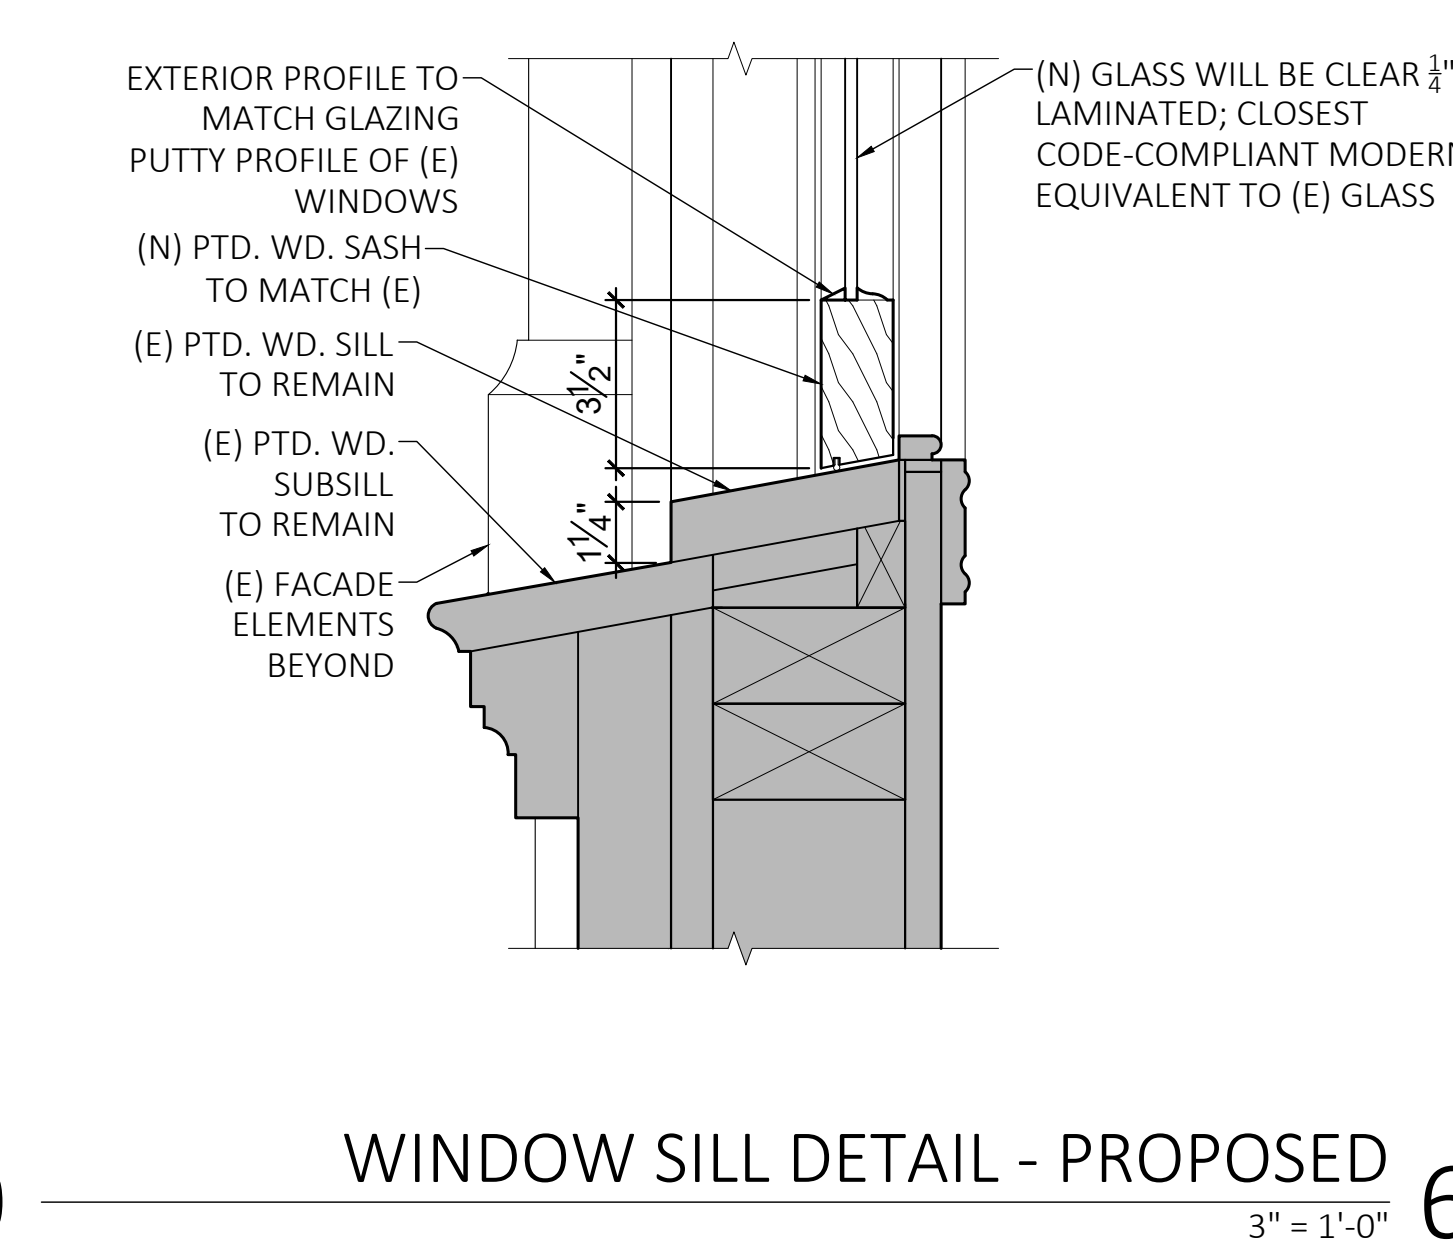 EXTERIOR PROFILE TO
MATCH GLAZING
PUTTY PROFILE OF (E)
WINDOWS
(N) PTD. WD. SASH
TO MATCH (E)
(E) PTD. WD. SILL
TO REMAIN
(E) PTD. WD.
SUBSILL
TO REMAIN
(E) FACADE
ELEMENTS
BEYOND
3 1/2"
1 1/4"
(N) GLASS WILL BE CLEAR 1/4"
LAMINATED; CLOSEST
CODE-COMPLIANT MODERN
EQUIVALENT TO (E) GLASS
WINDOW SILL DETAIL - PROPOSED
3" = 1'-0"
6